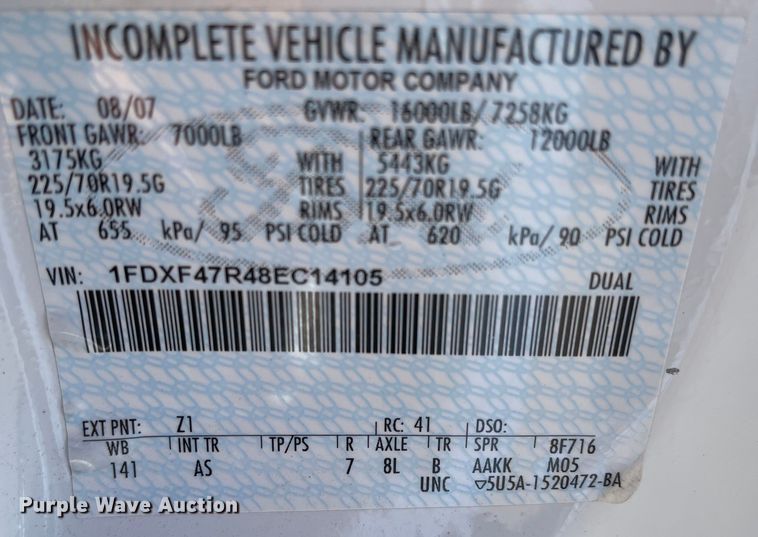 INCOMPLETE VEHICLE MANUFACTURED BY
FORD MOTOR COMPANY
DATE: 08/07 GVWR: 16000LB/ 7258KG
FRONT GAWR: 7000LB REAR GAWR: 12000LB
3175KG WITH 5443KG WITH
225/70R19.5G TIRES 225/70R19.5G TIRES
19.5x6.0RW RIMS 19.5x6.0RW RIMS
AT 655 kPa/ 95 PSI COLD AT 620 kPa/ 90 PSI COLD
VIN: 1FDXF47R48EC14105 DUAL
EXT PNT: Z1 RC: 41 DSO:
WB INT TR TP/PS R AXLE TR SPR 8F716
141 AS 7 8L B AAKK M05
UNC ▽5U5A-1520472-BA
Purple Wave Auction